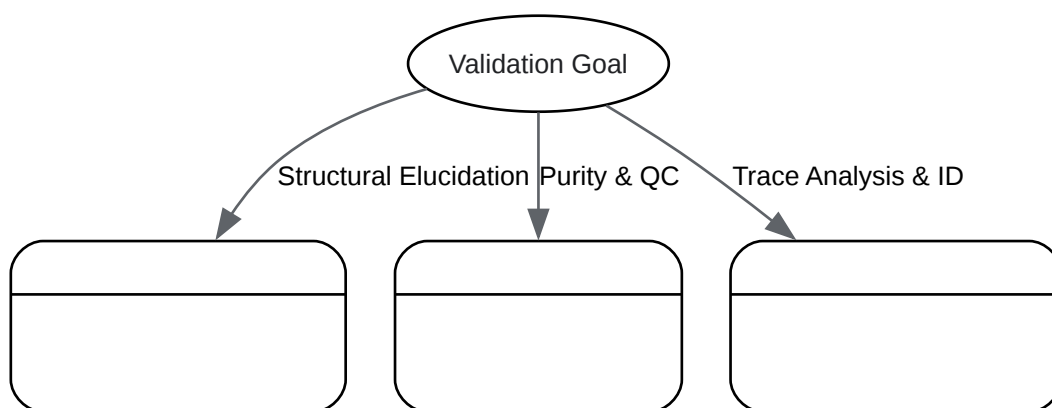 Validation Goal
Structural Elucidation
Purity & QC
Trace Analysis & ID